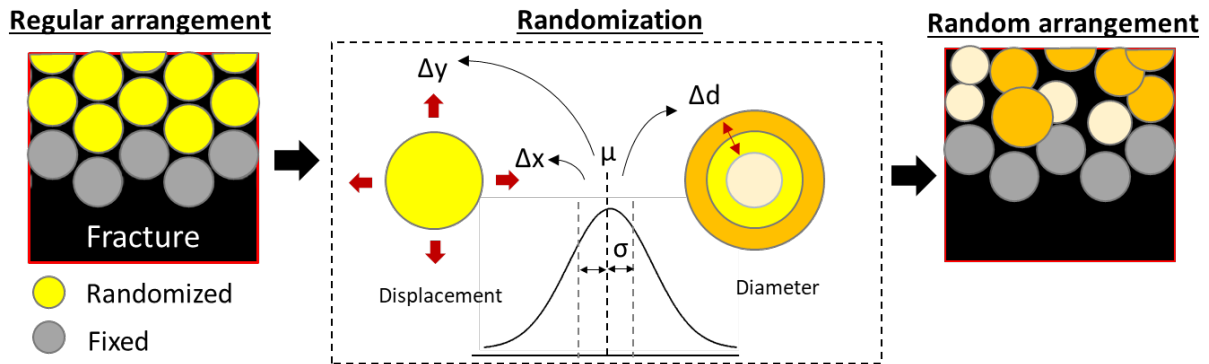 Regular arrangement
Fracture
Randomized
Fixed
Randomization
Δy
Δx
μ
Δd
σ
Displacement
Diameter
Random arrangement